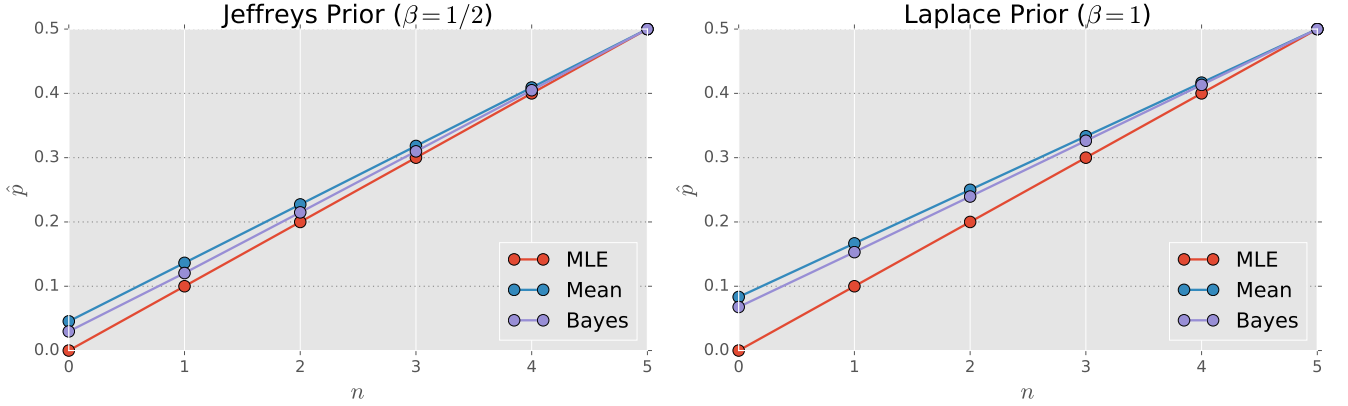 Jeffreys Prior (β = 1/2)
0.5
0.4
0.3
0.2
0.1
0.0
p̂
0 1 2 3 4 5
n
MLE
Mean
Bayes
Laplace Prior (β = 1)
0.5
0.4
0.3
0.2
0.1
0.0
p̂
0 1 2 3 4 5
n
MLE
Mean
Bayes